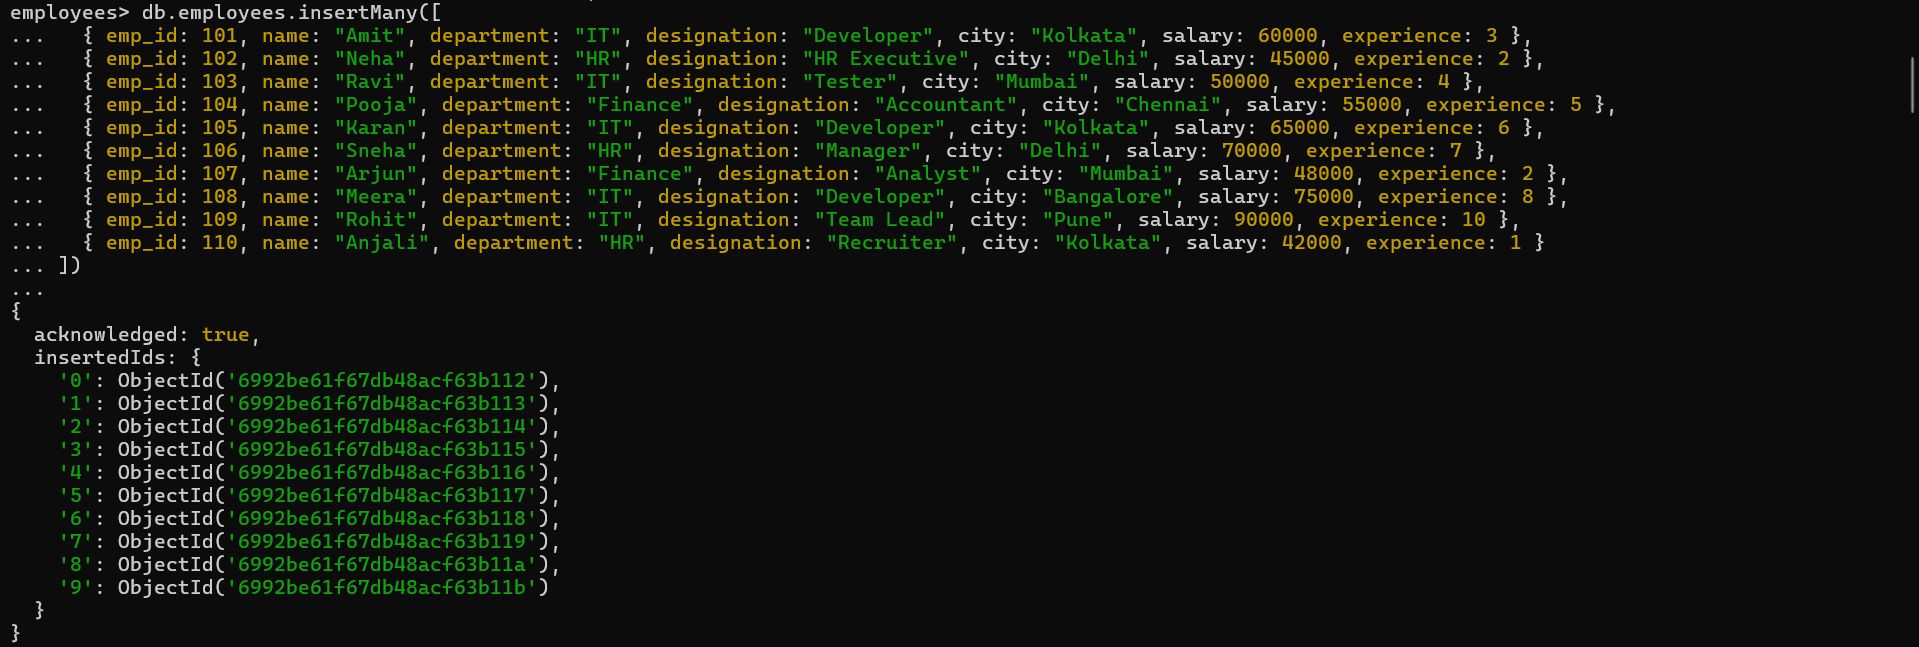 employees> db.employees.insertMany([
...   { emp_id: 101, name: "Amit", department: "IT", designation: "Developer", city: "Kolkata", salary: 60000, experience: 3 },
...   { emp_id: 102, name: "Neha", department: "HR", designation: "HR Executive", city: "Delhi", salary: 45000, experience: 2 },
...   { emp_id: 103, name: "Ravi", department: "IT", designation: "Tester", city: "Mumbai", salary: 50000, experience: 4 },
...   { emp_id: 104, name: "Pooja", department: "Finance", designation: "Accountant", city: "Chennai", salary: 55000, experience: 5 },
...   { emp_id: 105, name: "Karan", department: "IT", designation: "Developer", city: "Kolkata", salary: 65000, experience: 6 },
...   { emp_id: 106, name: "Sneha", department: "HR", designation: "Manager", city: "Delhi", salary: 70000, experience: 7 },
...   { emp_id: 107, name: "Arjun", department: "Finance", designation: "Analyst", city: "Mumbai", salary: 48000, experience: 2 },
...   { emp_id: 108, name: "Meera", department: "IT", designation: "Developer", city: "Bangalore", salary: 75000, experience: 8 },
...   { emp_id: 109, name: "Rohit", department: "IT", designation: "Team Lead", city: "Pune", salary: 90000, experience: 10 },
...   { emp_id: 110, name: "Anjali", department: "HR", designation: "Recruiter", city: "Kolkata", salary: 42000, experience: 1 }
... ])
...
{
  acknowledged: true,
  insertedIds: {
    '0': ObjectId('6992be61f67db48acf63b112'),
    '1': ObjectId('6992be61f67db48acf63b113'),
    '2': ObjectId('6992be61f67db48acf63b114'),
    '3': ObjectId('6992be61f67db48acf63b115'),
    '4': ObjectId('6992be61f67db48acf63b116'),
    '5': ObjectId('6992be61f67db48acf63b117'),
    '6': ObjectId('6992be61f67db48acf63b118'),
    '7': ObjectId('6992be61f67db48acf63b119'),
    '8': ObjectId('6992be61f67db48acf63b11a'),
    '9': ObjectId('6992be61f67db48acf63b11b')
  }
}